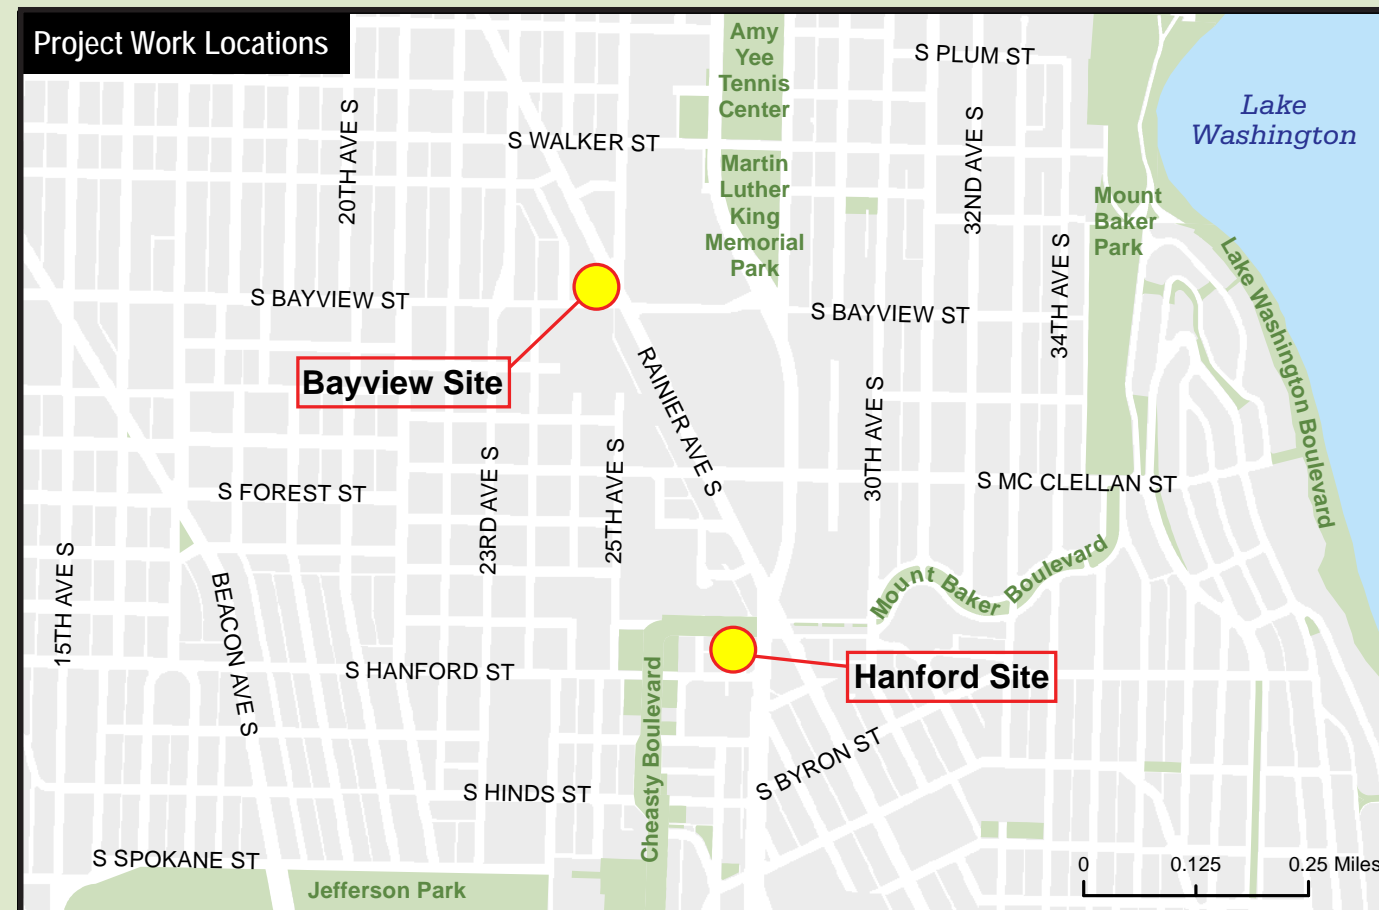 Project Work Locations
Amy
Yee
Tennis
Center
S PLUM ST
Lake
Washington
20TH AVE S
S WALKER ST
32ND AVE S
Martin
Luther
King
Memorial
Park
Mount
Baker
Park
34TH AVE S
Lake Washington Boulevard
S BAYVIEW ST
S BAYVIEW ST
Bayview Site
RAINIER AVE S
30TH AVE S
S FOREST ST
23RD AVE S
25TH AVE S
S MC CLELLAN ST
15TH AVE S
BEACON AVE S
Mount Baker Boulevard
S HANFORD ST
Hanford Site
Cheasty Boulevard
S BYRON ST
S HINDS ST
S SPOKANE ST
Jefferson Park
0 0.125 0.25 Miles